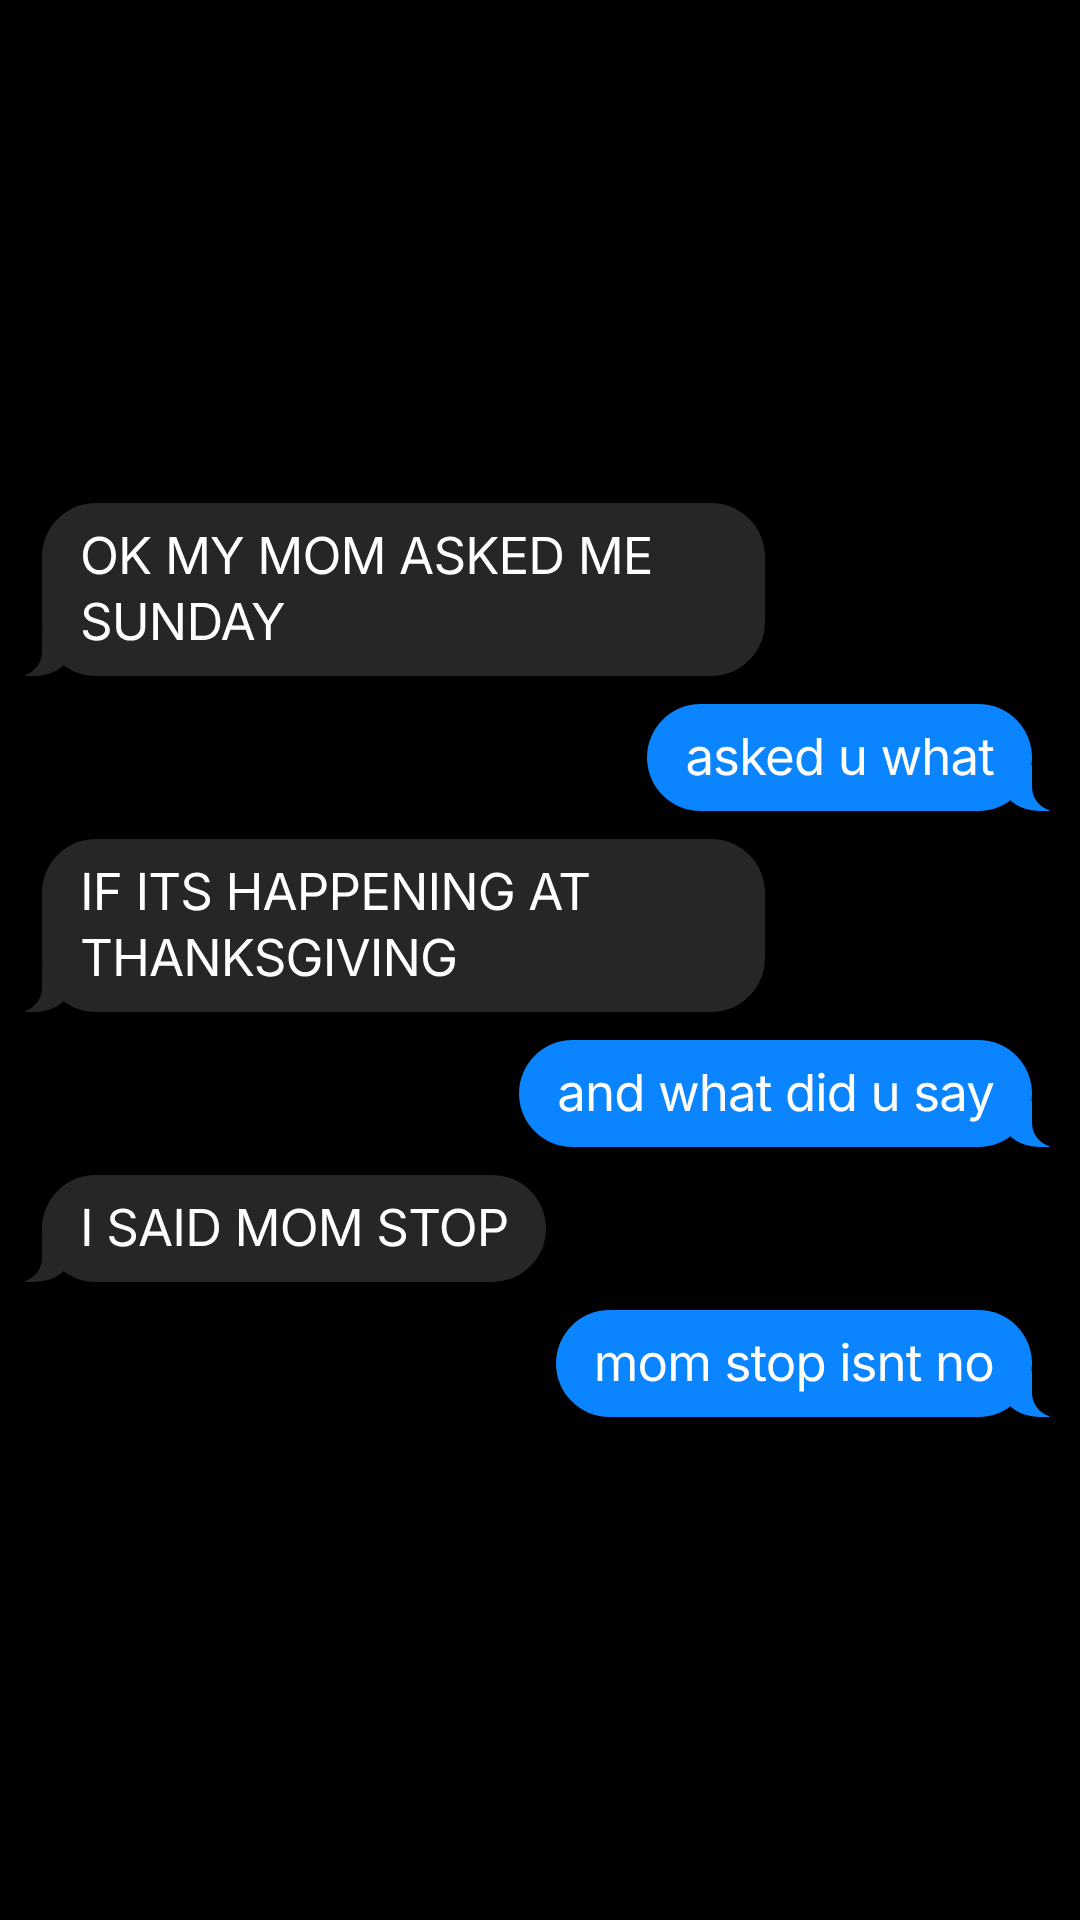 OK MY MOM ASKED ME
SUNDAY
asked u what
IF ITS HAPPENING AT
THANKSGIVING
and what did u say
I SAID MOM STOP
mom stop isnt no